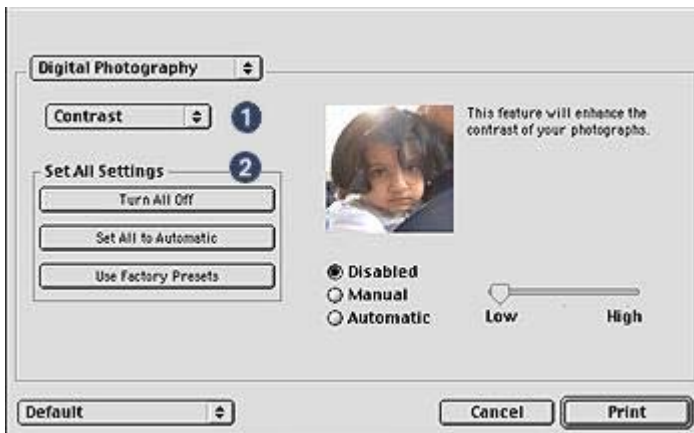 Digital Photography
Contrast
1
This feature will enhance the
contrast of your photographs.
Set All Settings
2
Turn All Off
Set All to Automatic
Use Factory Presets
Disabled
Manual
Automatic
Low
High
Default
Cancel
Print